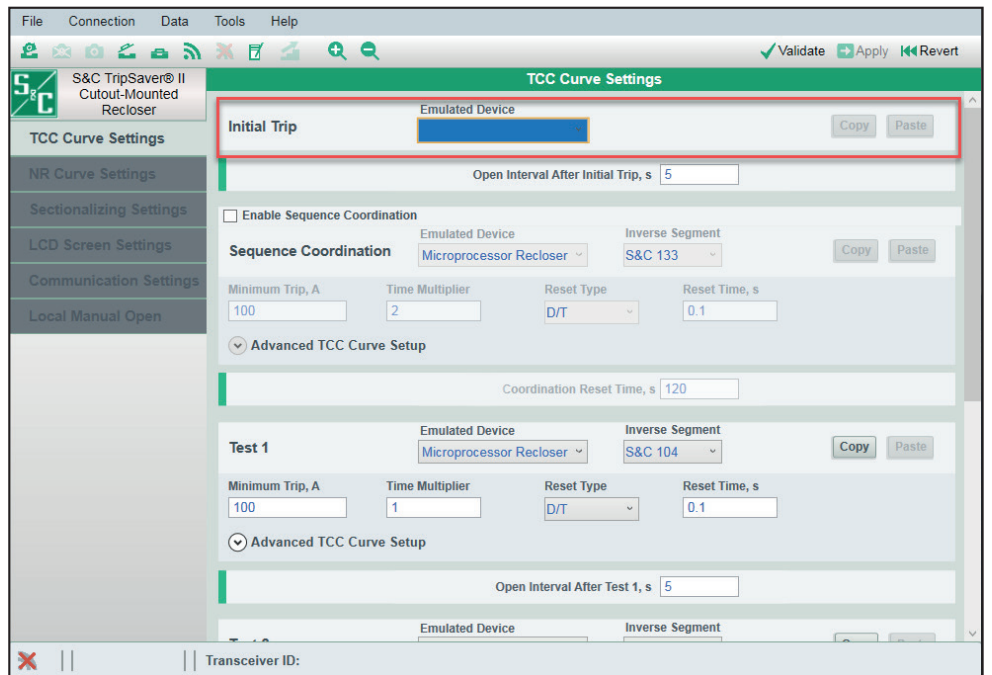 File Connection Data Tools Help
Validate Apply Revert
S&C TripSaver® II
Cutout-Mounted
Recloser
TCC Curve Settings
NR Curve Settings
Sectionalizing Settings
LCD Screen Settings
Communication Settings
Local Manual Open
TCC Curve Settings
Emulated Device
Initial Trip Copy Paste
Open Interval After Initial Trip, s 5
Enable Sequence Coordination
Emulated Device Inverse Segment
Sequence Coordination Microprocessor Recloser S&C 133 Copy Paste
Minimum Trip, A Time Multiplier Reset Type Reset Time, s
100 2 D/T 0.1
Advanced TCC Curve Setup
Coordination Reset Time, s 120
Emulated Device Inverse Segment
Test 1 Microprocessor Recloser S&C 104 Copy Paste
Minimum Trip, A Time Multiplier Reset Type Reset Time, s
100 1 D/T 0.1
Advanced TCC Curve Setup
Open Interval After Test 1, s 5
Emulated Device Inverse Segment
Transceiver ID: